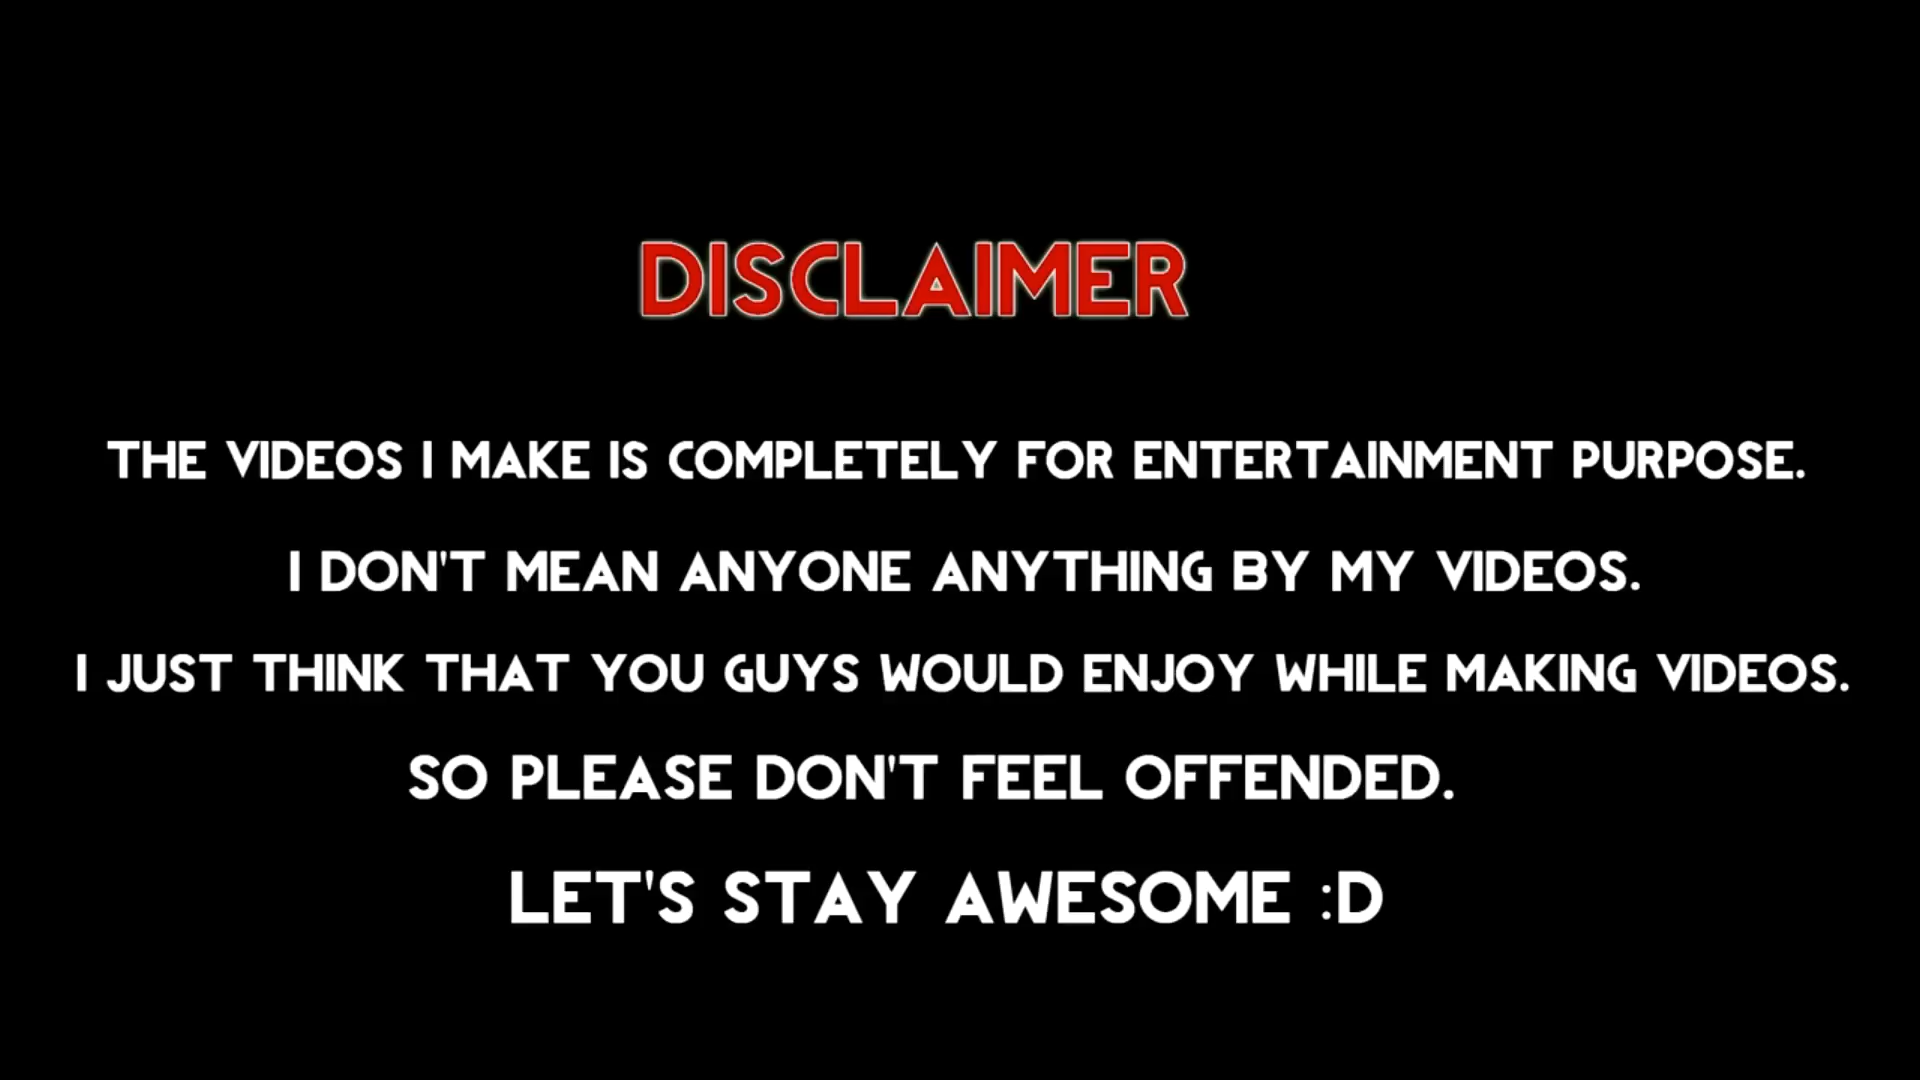 DISCLAIMER
THE VIDEOS I MAKE IS COMPLETELY FOR ENTERTAINMENT PURPOSE.
I DON'T MEAN ANYONE ANYTHING BY MY VIDEOS.
I JUST THINK THAT YOU GUYS WOULD ENJOY WHILE MAKING VIDEOS.
SO PLEASE DON'T FEEL OFFENDED.
LET'S STAY AWESOME :D